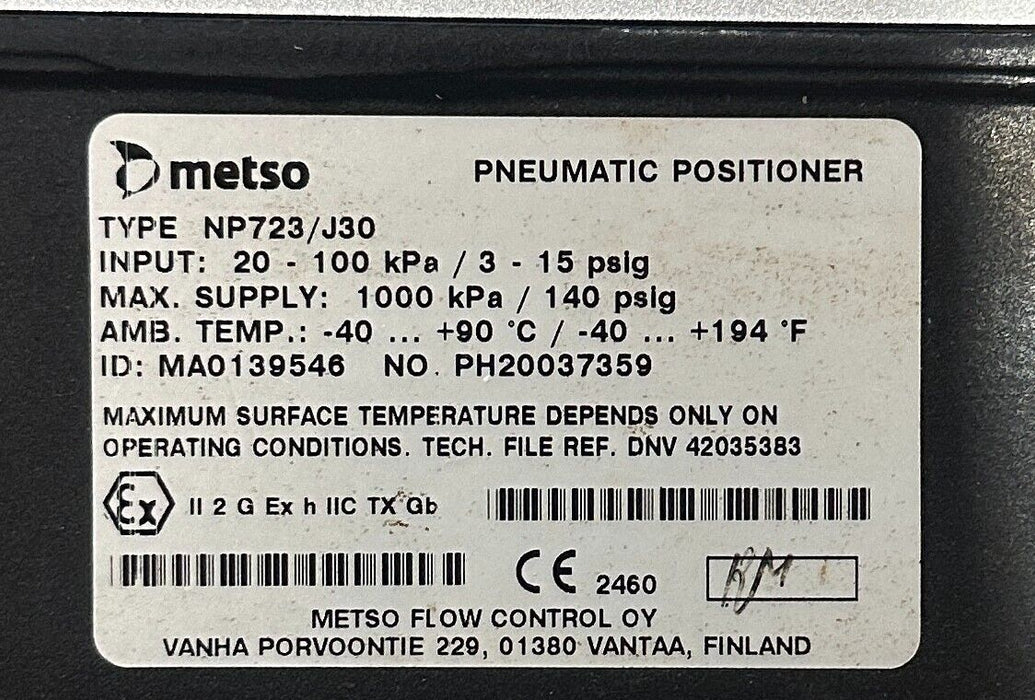 metso PNEUMATIC POSITIONER
TYPE NP723/J30
INPUT: 20 - 100 kPa / 3 - 15 psig
MAX. SUPPLY: 1000 kPa / 140 psig
AMB. TEMP.: -40 ... +90 °C / -40 ... +194 °F
ID: MA0139546 NO. PH20037359
MAXIMUM SURFACE TEMPERATURE DEPENDS ONLY ON
OPERATING CONDITIONS. TECH. FILE REF. DNV 42035383
Ex II 2 G Ex h IIC TX Gb
CE 2460 RM
METSO FLOW CONTROL OY
VANHA PORVOONTIE 229, 01380 VANTAA, FINLAND